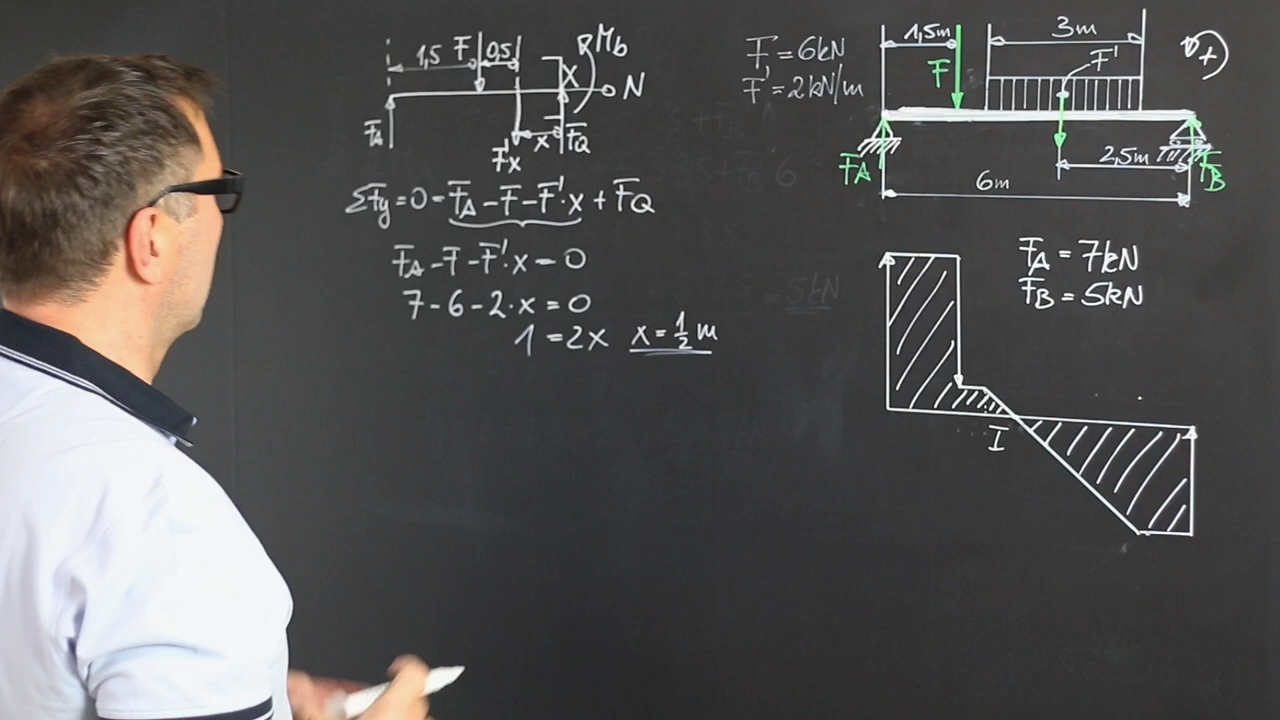 1,5 F 0,5
Mb
x
N
FA
F'x
x
FQ
ΣFy=0=FA-F-F'·x+FQ
FA-F-F'·x=0
7-6-2·x=0
1=2x x=1/2 m
F=6kN
F'=2kN/m
1,5m
3m
F
F'
+
FA
2,5m
FB
6m
FA=7kN
FB=5kN
=5kN
I